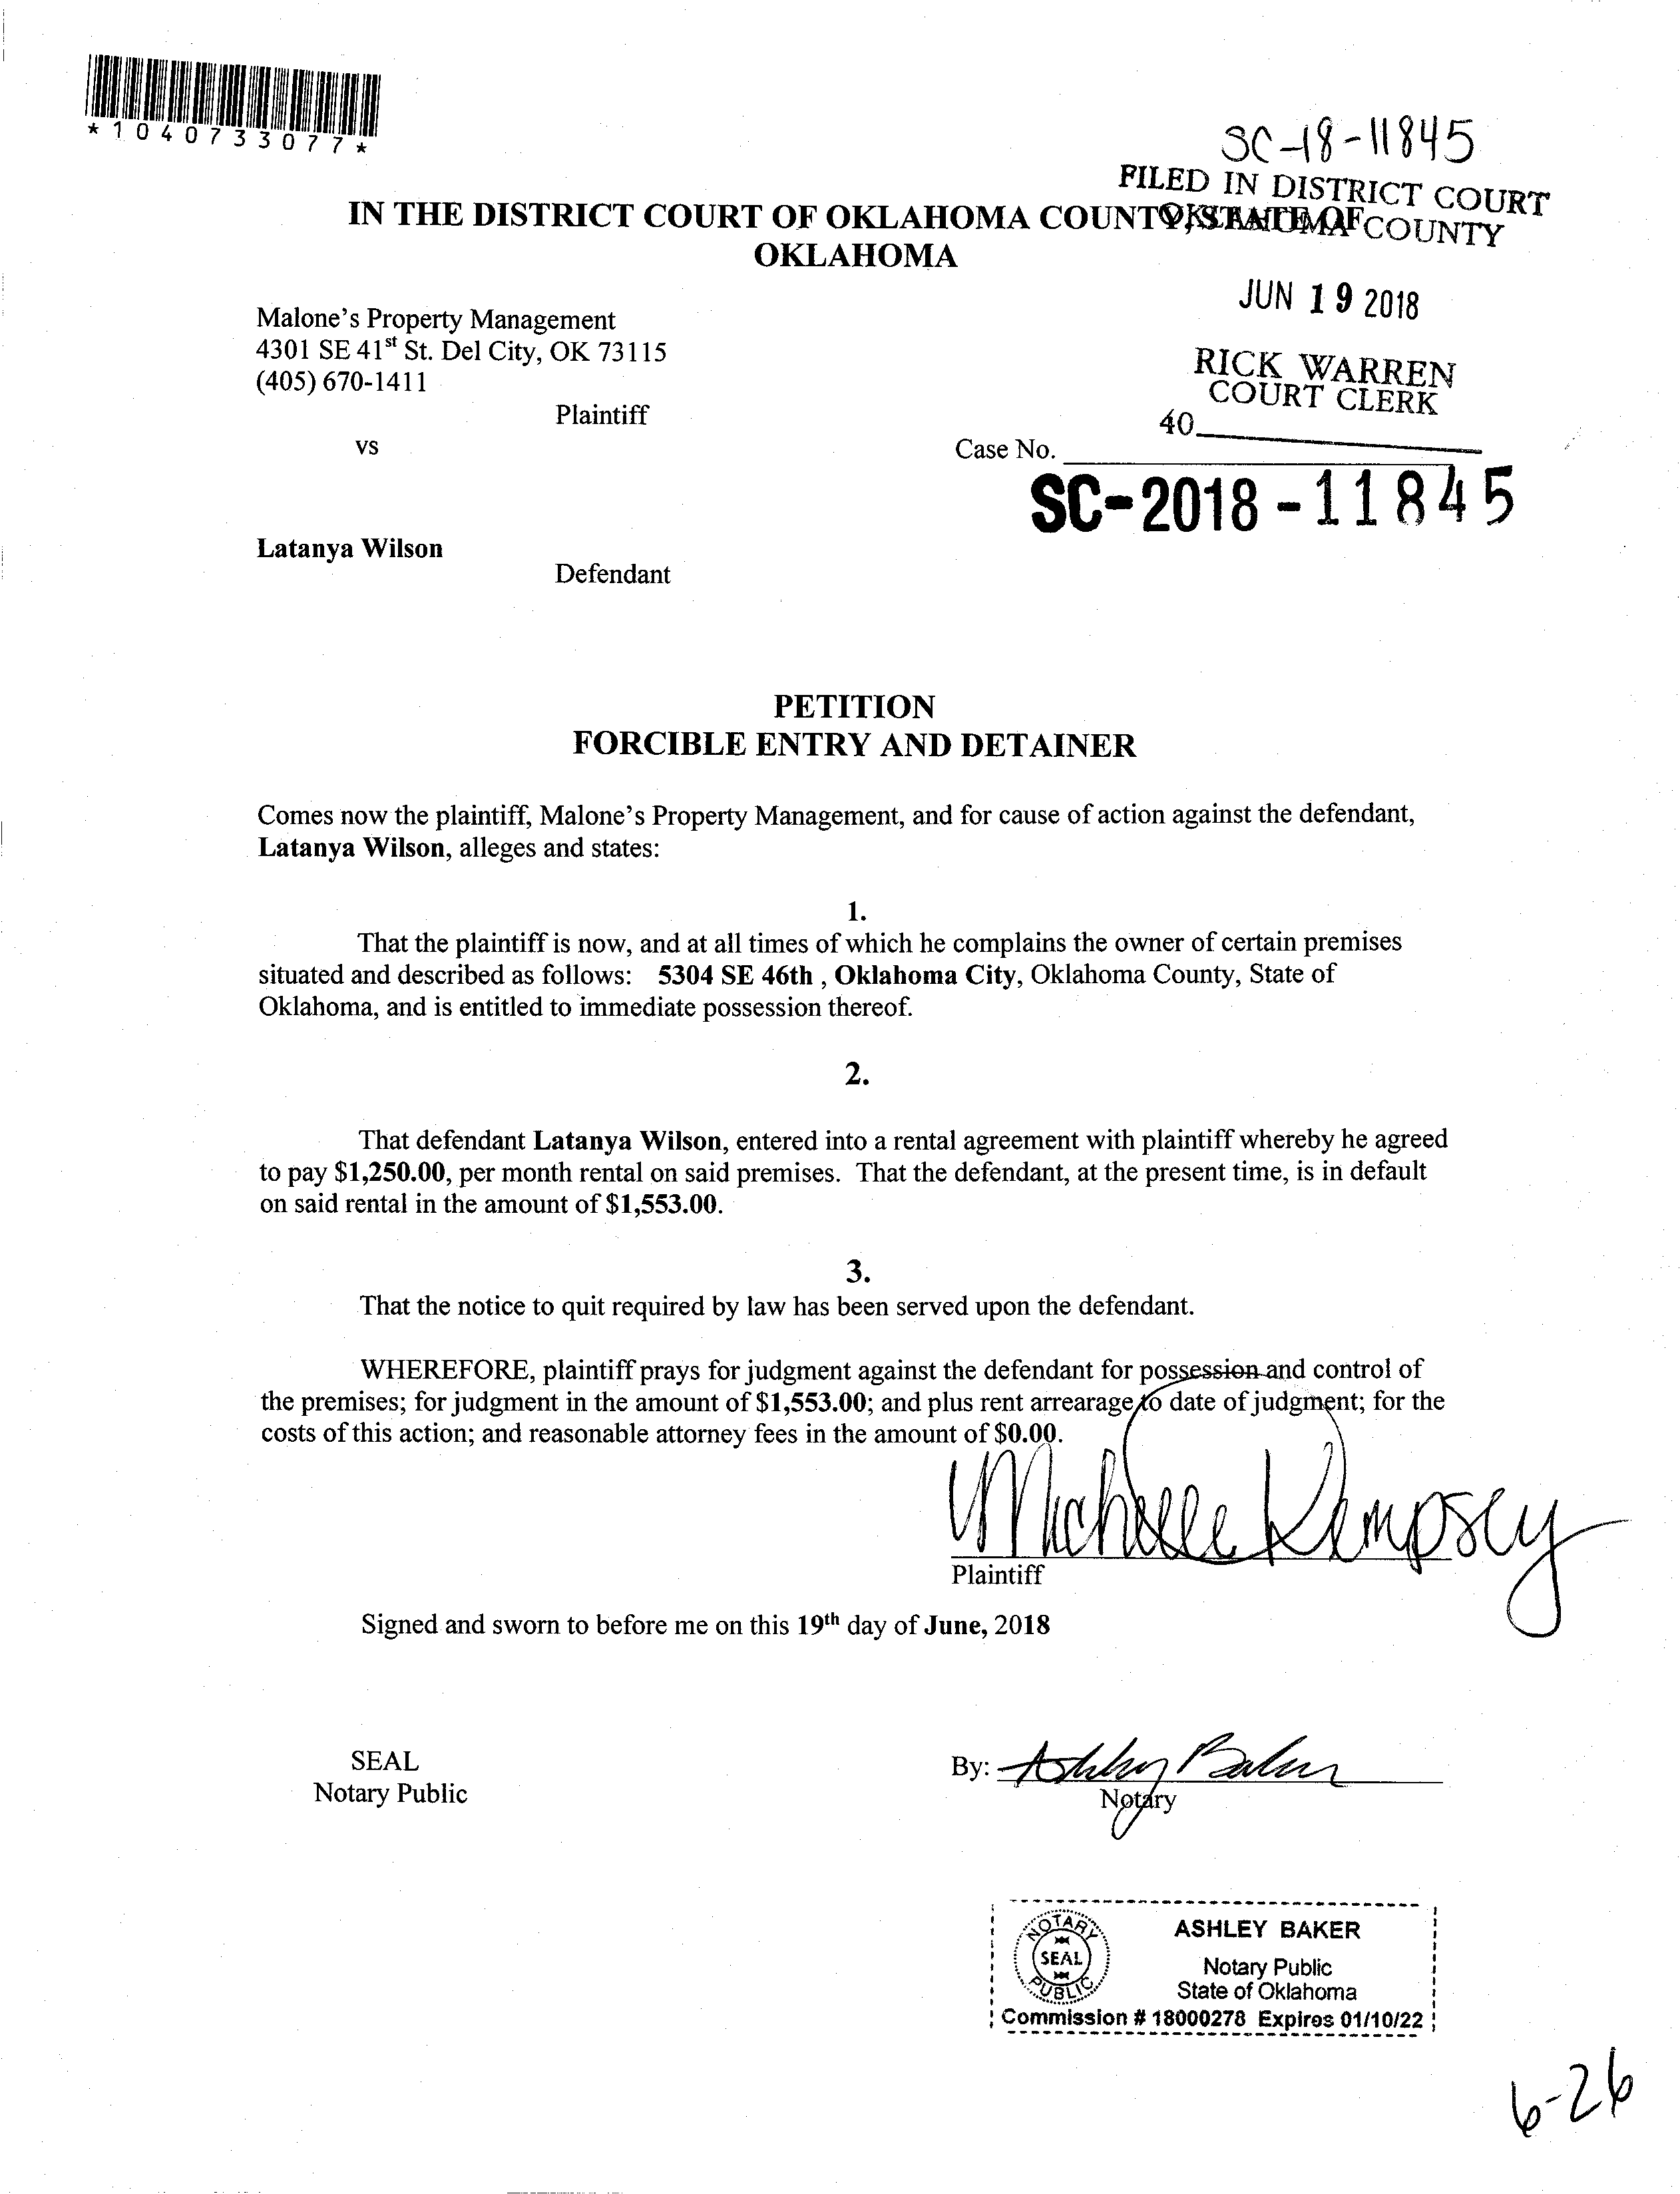 *1040733077*
SC-18-11845
FILED IN DISTRICT COURT
OKLAHOMA COUNTY
IN THE DISTRICT COURT OF OKLAHOMA COUNTY, STATE OF
OKLAHOMA
JUN 19 2018
Malone's Property Management
4301 SE 41st St. Del City, OK 73115
(405) 670-1411
RICK WARREN
COURT CLERK
Plaintiff
40
vs
Case No.
SC-2018-11845
Latanya Wilson
Defendant
PETITION
FORCIBLE ENTRY AND DETAINER
Comes now the plaintiff, Malone's Property Management, and for cause of action against the defendant,
Latanya Wilson, alleges and states:
1.
That the plaintiff is now, and at all times of which he complains the owner of certain premises
situated and described as follows: 5304 SE 46th , Oklahoma City, Oklahoma County, State of
Oklahoma, and is entitled to immediate possession thereof.
2.
That defendant Latanya Wilson, entered into a rental agreement with plaintiff whereby he agreed
to pay $1,250.00, per month rental on said premises. That the defendant, at the present time, is in default
on said rental in the amount of $1,553.00.
3.
That the notice to quit required by law has been served upon the defendant.
WHEREFORE, plaintiff prays for judgment against the defendant for possession and control of
the premises; for judgment in the amount of $1,553.00; and plus rent arrearage to date of judgment; for the
costs of this action; and reasonable attorney fees in the amount of $0.00.
Michelle Kempsey
Plaintiff
Signed and sworn to before me on this 19th day of June, 2018
SEAL
Notary Public
By: Ashley Baker
Notary
NOTARY
SEAL
PUBLIC
ASHLEY BAKER
Notary Public
State of Oklahoma
Commission # 18000278 Expires 01/10/22
6-26